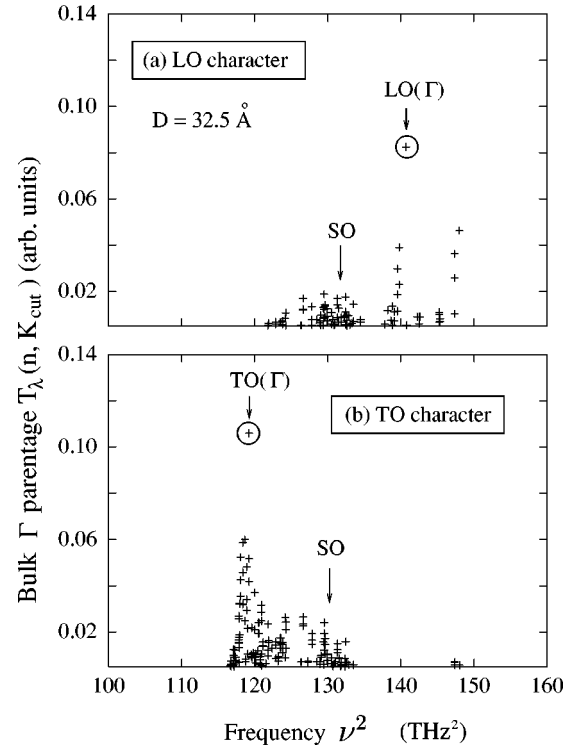 0.14
(a) LO character
LO(Γ)
0.10
D = 32.5 Å
0.06
SO
0.02
0.14
TO(Γ)
(b) TO character
0.10
0.06
SO
0.02
100 110 120 130 140 150 160
Frequency ν² (THz²)
Bulk Γ parentage T_λ(n, K_cut) (arb. units)